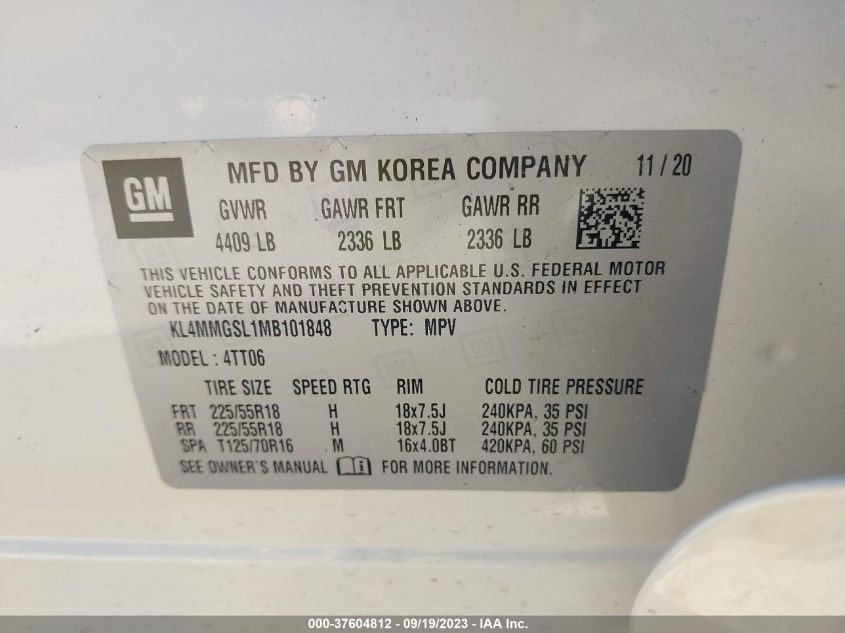 GM
MFD BY GM KOREA COMPANY 11 / 20
GVWR GAWR FRT GAWR RR
4409 LB 2336 LB 2336 LB
THIS VEHICLE CONFORMS TO ALL APPLICABLE U.S. FEDERAL MOTOR
VEHICLE SAFETY AND THEFT PREVENTION STANDARDS IN EFFECT
ON THE DATE OF MANUFACTURE SHOWN ABOVE.
KL4MMGSL1MB101848 TYPE: MPV
MODEL : 4TT06
TIRE SIZE SPEED RTG RIM COLD TIRE PRESSURE
FRT 225/55R18 H 18x7.5J 240KPA, 35 PSI
RR 225/55R18 H 18x7.5J 240KPA, 35 PSI
SPA T125/70R16 M 16x4.0BT 420KPA, 60 PSI
SEE OWNER'S MANUAL i FOR MORE INFORMATION.
000-37604812 - 09/19/2023 - IAA Inc.